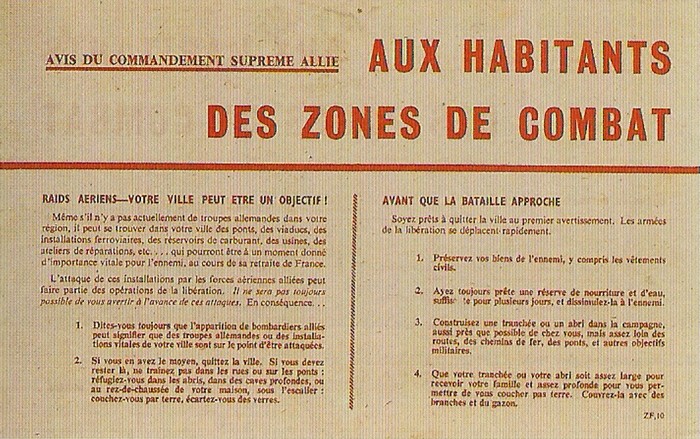 AVIS DU COMMANDEMENT SUPREME ALLIE
AUX HABITANTS
DES ZONES DE COMBAT
RAIDS AERIENS—VOTRE VILLE PEUT ETRE UN OBJECTIF!
Même s'il n'y a pas actuellement de troupes allemandes dans votre
région, il peut se trouver dans votre ville des ponts, des viaducs, des
installations ferroviaires, des réservoirs de carburant, des usines, des
ateliers de réparations, etc. . . . qui pourront être à un moment donné
d'importance vitale pour l'ennemi, au cours de sa retraite de France.
L'attaque de ces installations par les forces aériennes alliées peut
faire partie des opérations de la libération. Il ne sera pas toujours
possible de vous avertir à l'avance de ces attaques. En conséquence. . .
1. Dites-vous toujours que l'apparition de bombardiers alliés
peut signifier que des troupes allemandes ou des installa-
tions vitales de votre ville sont sur le point d'être attaquées.
2. Si vous en avez le moyen, quittez la ville. Si vous devez
rester là, ne traînez pas dans les rues ou sur les ponts :
réfugiez-vous dans les abris, dans des caves profondes, ou
au rez-de-chaussée de votre maison, sous l'escalier :
couchez-vous par terre, écartez-vous des verres.
AVANT QUE LA BATAILLE APPROCHE
Soyez prêts à quitter la ville au premier avertissement. Les armées
de la libération se déplacent rapidement.
1. Préservez vos biens de l'ennemi, y compris les vêtements
civils.
2. Ayez toujours prête une réserve de nourriture et d'eau,
pour plusieurs jours, et dissimulez-la à l'ennemi.
3. Construisez une tranchée ou un abri dans la campagne,
aussi près que possible de chez vous, mais assez loin des
routes, des chemins de fer, des ponts, et autres objectifs
militaires.
4. Que votre tranchée ou votre abri soit assez large pour
recevoir votre famille et assez profond pour vous per-
mettre de vous coucher pas terre. Couvrez-la avec des
branches et du gazon.
ZF,10